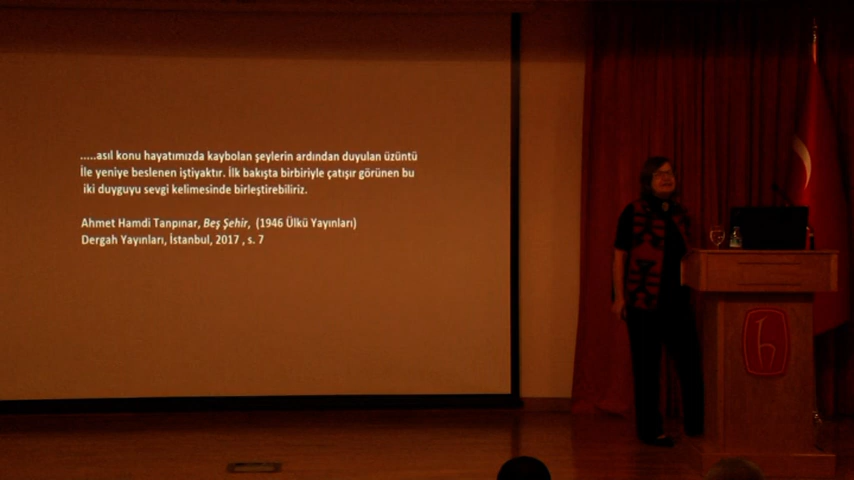 .....asıl konu hayatımızda kaybolan şeylerin ardından duyulan üzüntü
İle yeniye beslenen iştiyaktır. İlk bakışta birbiriyle çatışır görünen bu
iki duyguyu sevgi kelimesinde birleştirebiliriz.
Ahmet Hamdi Tanpınar, Beş Şehir, (1946 Ülkü Yayınları)
Dergah Yayınları, İstanbul, 2017 , s. 7